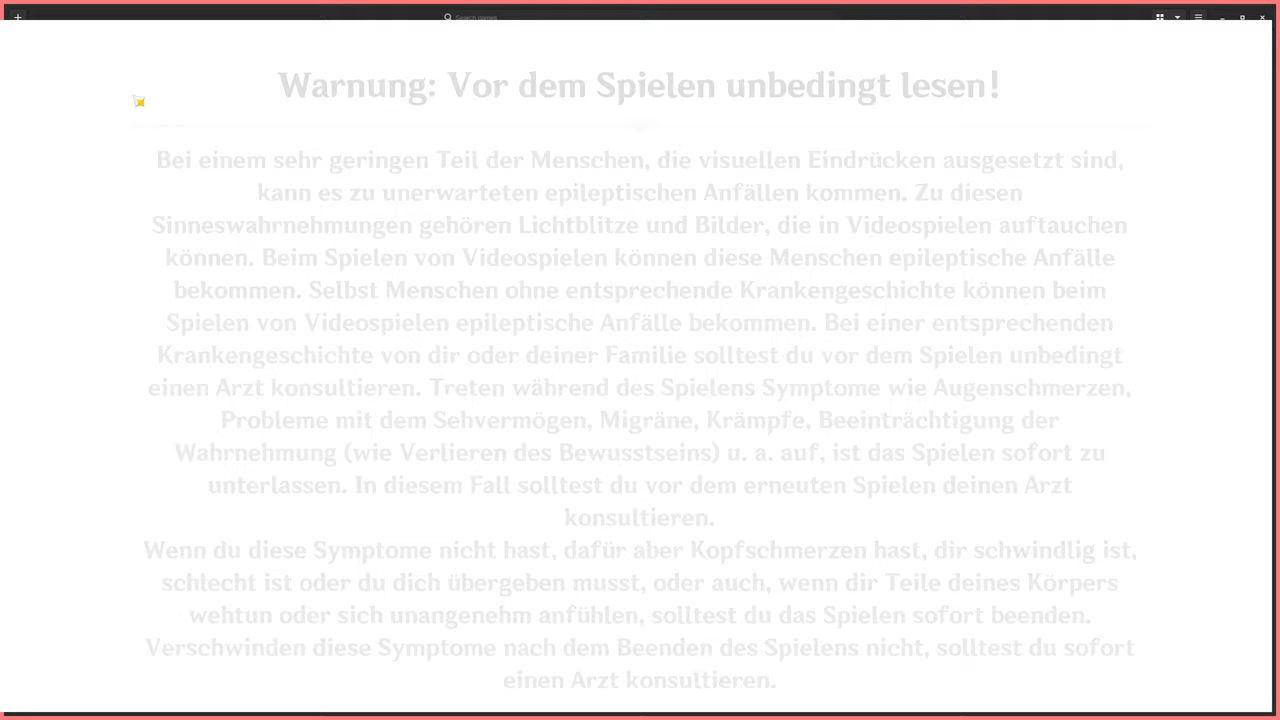 Search games
Warnung: Vor dem Spielen unbedingt lesen!
Bei einem sehr geringen Teil der Menschen, die visuellen Eindrücken ausgesetzt sind,
kann es zu unerwarteten epileptischen Anfällen kommen. Zu diesen
Sinneswahrnehmungen gehören Lichtblitze und Bilder, die in Videospielen auftauchen
können. Beim Spielen von Videospielen können diese Menschen epileptische Anfälle
bekommen. Selbst Menschen ohne entsprechende Krankengeschichte können beim
Spielen von Videospielen epileptische Anfälle bekommen. Bei einer entsprechenden
Krankengeschichte von dir oder deiner Familie solltest du vor dem Spielen unbedingt
einen Arzt konsultieren. Treten während des Spielens Symptome wie Augenschmerzen,
Probleme mit dem Sehvermögen, Migräne, Krämpfe, Beeinträchtigung der
Wahrnehmung (wie Verlieren des Bewusstseins) u. a. auf, ist das Spielen sofort zu
unterlassen. In diesem Fall solltest du vor dem erneuten Spielen deinen Arzt
konsultieren.
Wenn du diese Symptome nicht hast, dafür aber Kopfschmerzen hast, dir schwindlig ist,
schlecht ist oder du dich übergeben musst, oder auch, wenn dir Teile deines Körpers
wehtun oder sich unangenehm anfühlen, solltest du das Spielen sofort beenden.
Verschwinden diese Symptome nach dem Beenden des Spielens nicht, solltest du sofort
einen Arzt konsultieren.